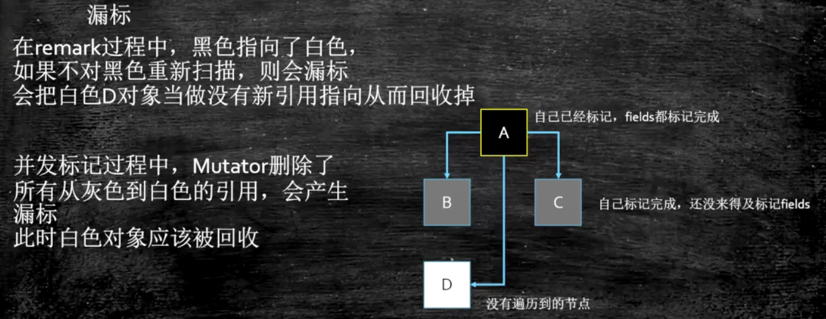 漏标
在remark过程中，黑色指向了白色，
如果不对黑色重新扫描，则会漏标
会把白色D对象当做没有新引用指向从而回收掉
并发标记过程中，Mutator删除了
所有从灰色到白色的引用，会产生
漏标
此时白色对象应该被回收
A
自己已经标记，fields都标记完成
B
C
自己标记完成，还没来得及标记fields
D
没有遍历到的节点